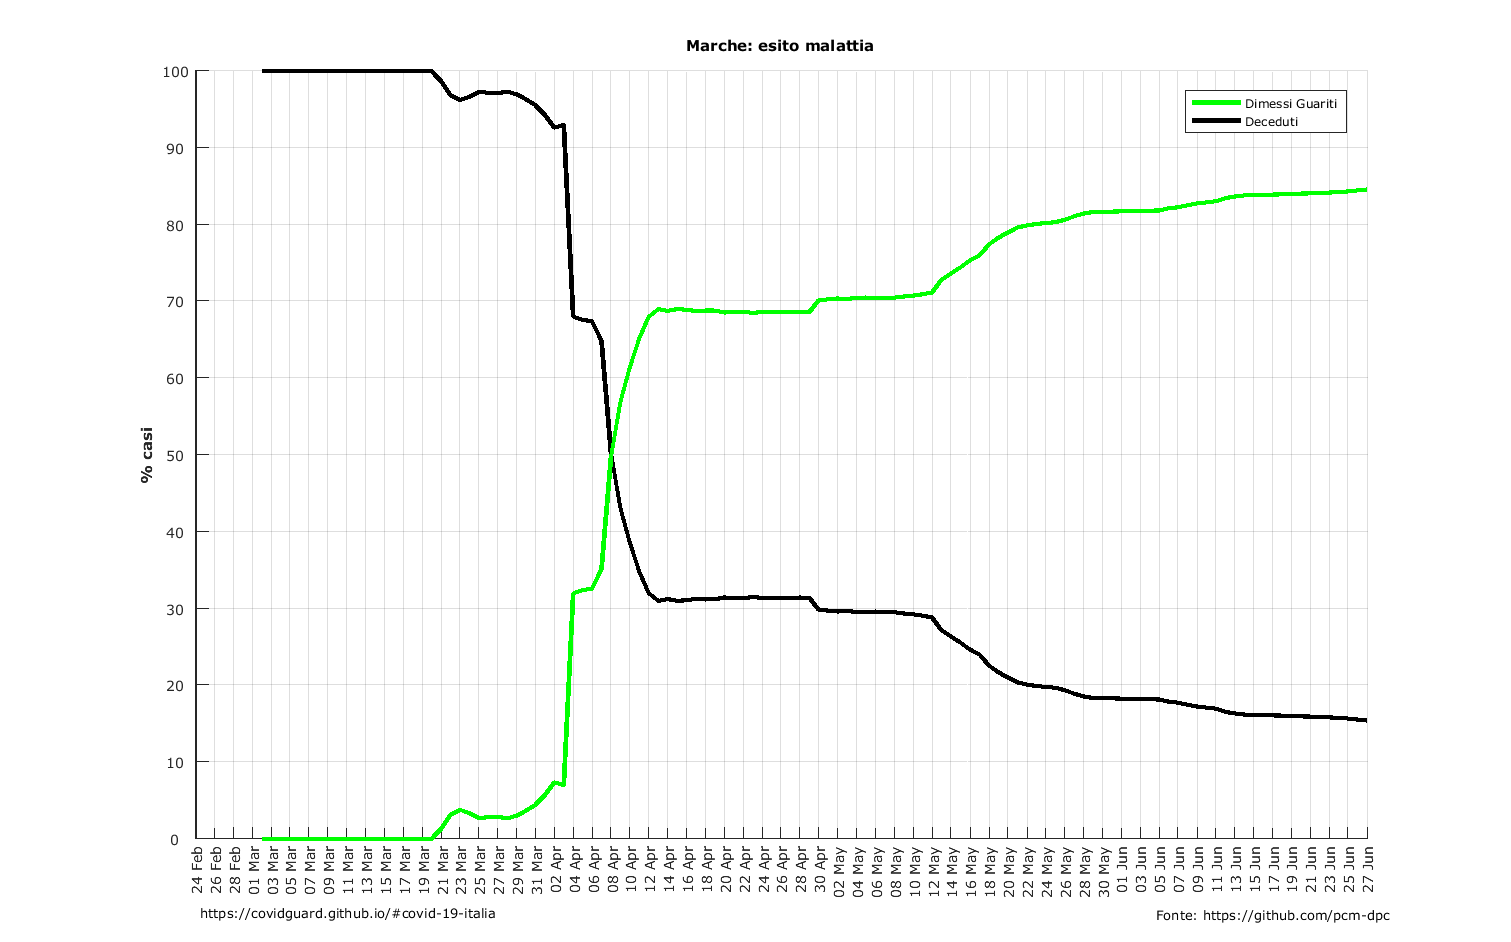 Marche: esito malattia
100
90
80
70
60
50
40
30
20
10
0
% casi
Dimessi Guariti
Deceduti
24 Feb
26 Feb
28 Feb
01 Mar
03 Mar
05 Mar
07 Mar
09 Mar
11 Mar
13 Mar
15 Mar
17 Mar
19 Mar
21 Mar
23 Mar
25 Mar
27 Mar
29 Mar
31 Mar
02 Apr
04 Apr
06 Apr
08 Apr
10 Apr
12 Apr
14 Apr
16 Apr
18 Apr
20 Apr
22 Apr
24 Apr
26 Apr
28 Apr
30 Apr
02 May
04 May
06 May
08 May
10 May
12 May
14 May
16 May
18 May
20 May
22 May
24 May
26 May
28 May
30 May
01 Jun
03 Jun
05 Jun
07 Jun
09 Jun
11 Jun
13 Jun
15 Jun
17 Jun
19 Jun
21 Jun
23 Jun
25 Jun
27 Jun
https://covidguard.github.io/#covid-19-italia
Fonte: https://github.com/pcm-dpc